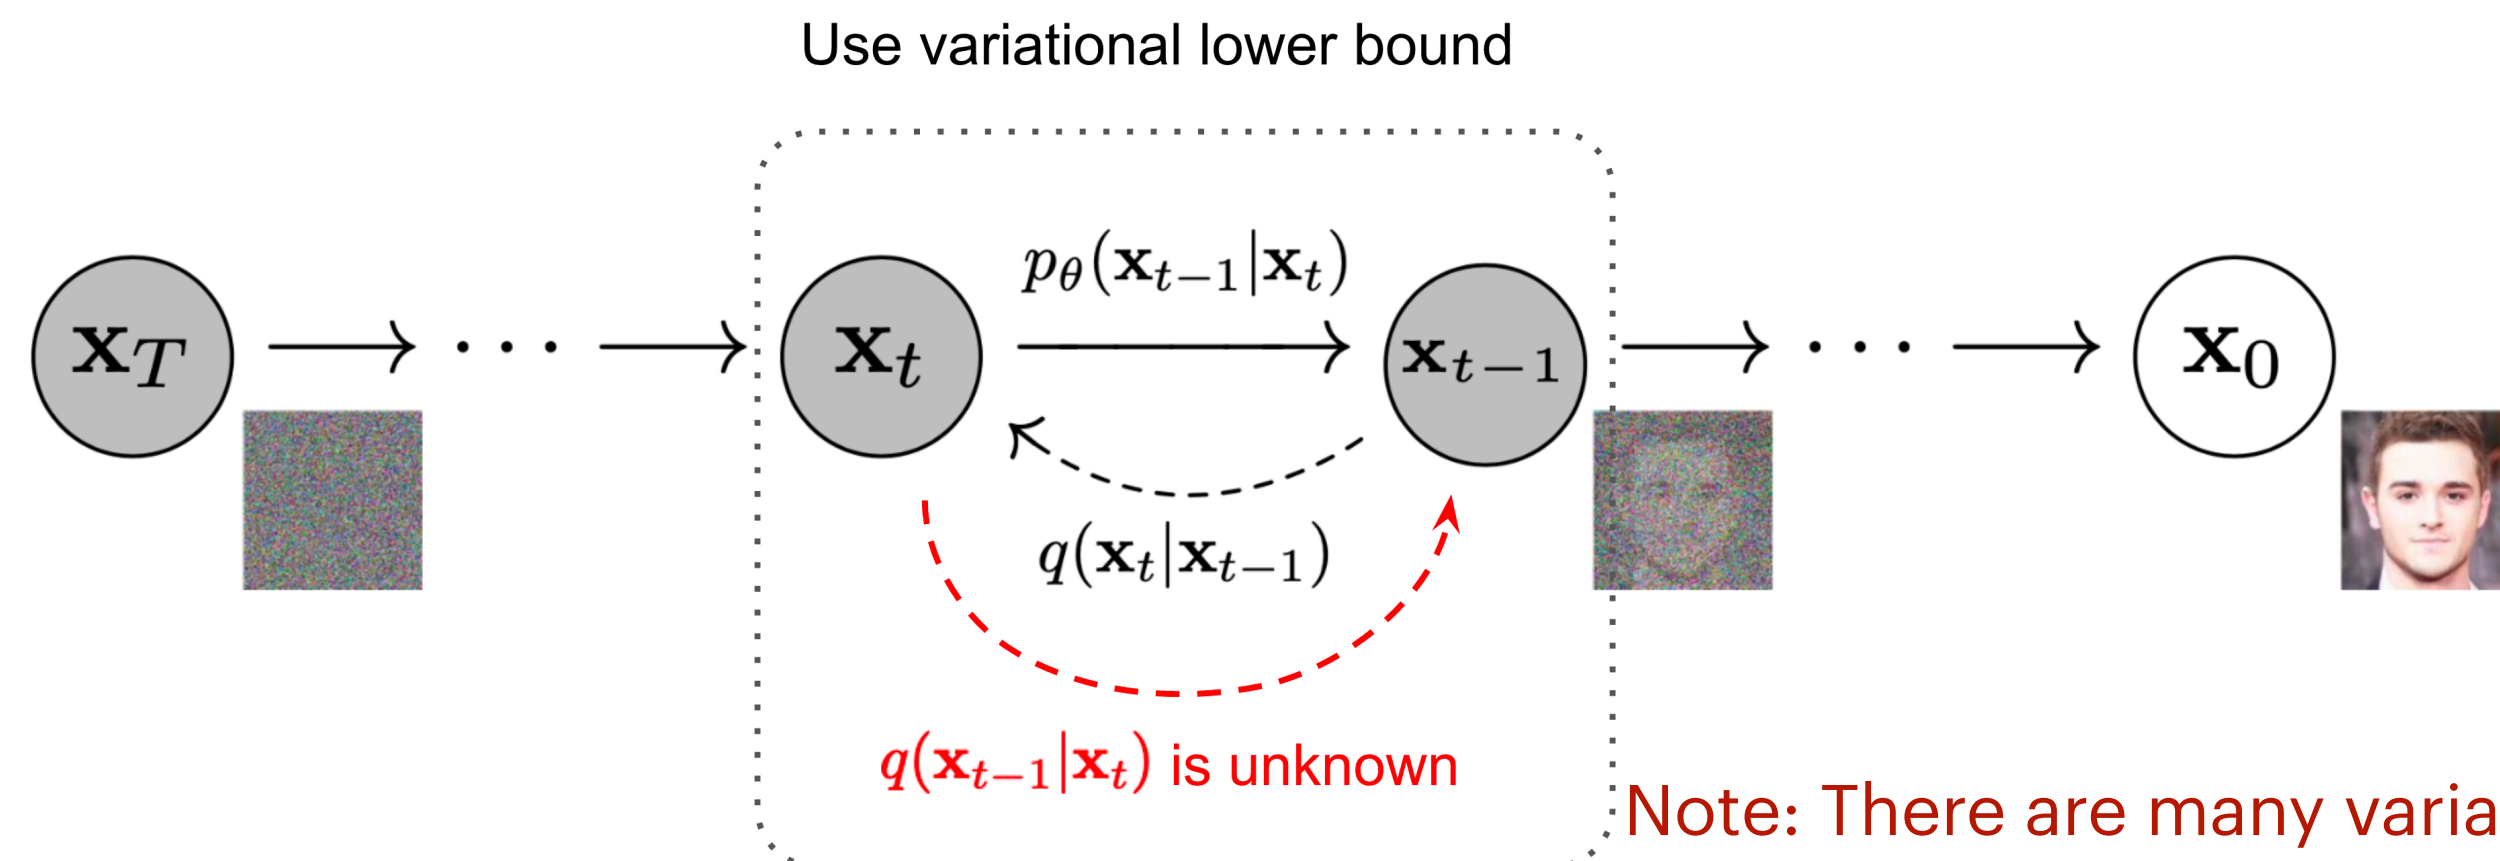 Use variational lower bound
p_θ(x_{t−1}|x_t)
x_T → ··· → x_t → x_{t−1} → ··· → x_0
q(x_t|x_{t−1})
q(x_{t−1}|x_t) is unknown
Note: There are many varia